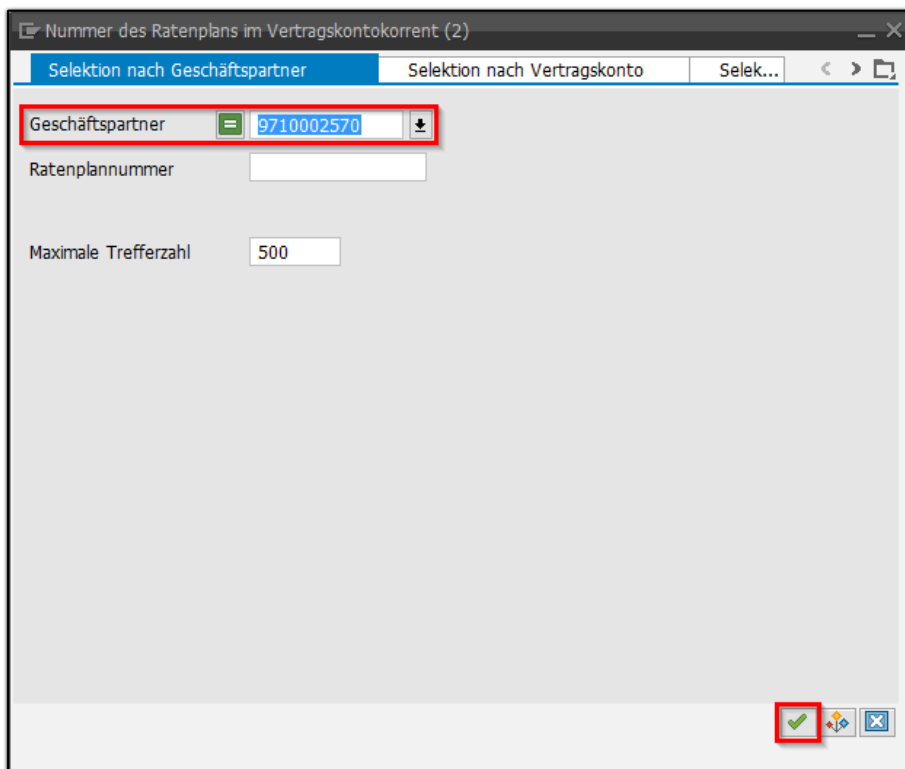 Nummer des Ratenplans im Vertragskontokorrent (2)
Selektion nach Geschäftspartner Selektion nach Vertragskonto Selek...
Geschäftspartner = 9710002570
Ratenplannummer
Maximale Trefferzahl 500